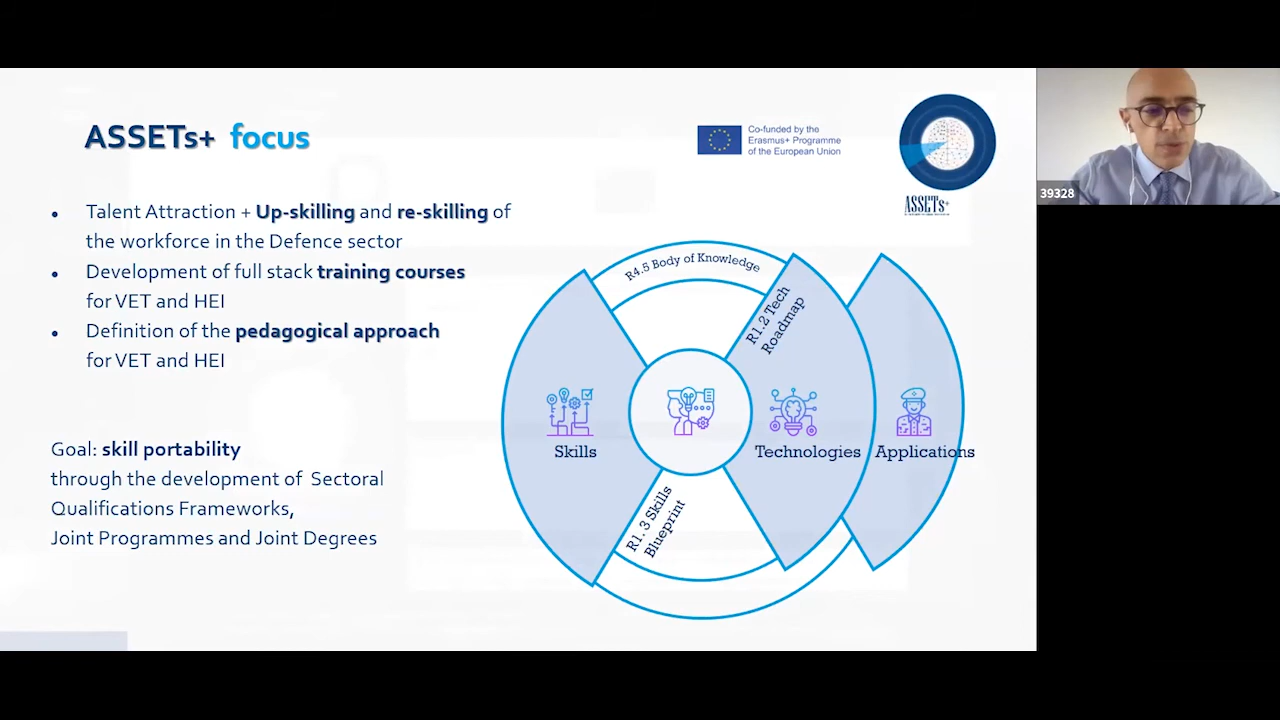 ASSETs+ focus
Co-funded by the
Erasmus+ Programme
of the European Union
ASSETs+
39328
• Talent Attraction + Up-skilling and re-skilling of
the workforce in the Defence sector
• Development of full stack training courses
for VET and HEI
• Definition of the pedagogical approach
for VET and HEI
Goal: skill portability
through the development of Sectoral
Qualifications Frameworks,
Joint Programmes and Joint Degrees
R4.5 Body of Knowledge
R1.2 Tech
Roadmap
Skills
Technologies
Applications
R1.3 Skills
Blueprint